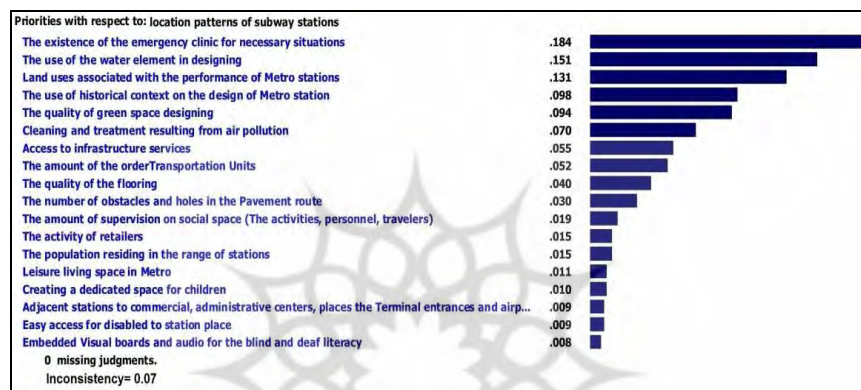 Priorities with respect to: location patterns of subway stations
The existence of the emergency clinic for necessary situations .184
The use of the water element in designing .151
Land uses associated with the performance of Metro stations .131
The use of historical context on the design of Metro station .098
The quality of green space designing .094
Cleaning and treatment resulting from air pollution .070
Access to infrastructure services .055
The amount of the orderTransportation Units .052
The quality of the flooring .040
The number of obstacles and holes in the Pavement route .030
The amount of supervision on social space (The activities, personnel, travelers) .019
The activity of retailers .015
The population residing in the range of stations .015
Leisure living space in Metro .011
Creating a dedicated space for children .010
Adjacent stations to commercial, administrative centers, places the Terminal entrances and airp... .009
Easy access for disabled to station place .009
Embedded Visual boards and audio for the blind and deaf literacy .008
0 missing judgments.
Inconsistency= 0.07